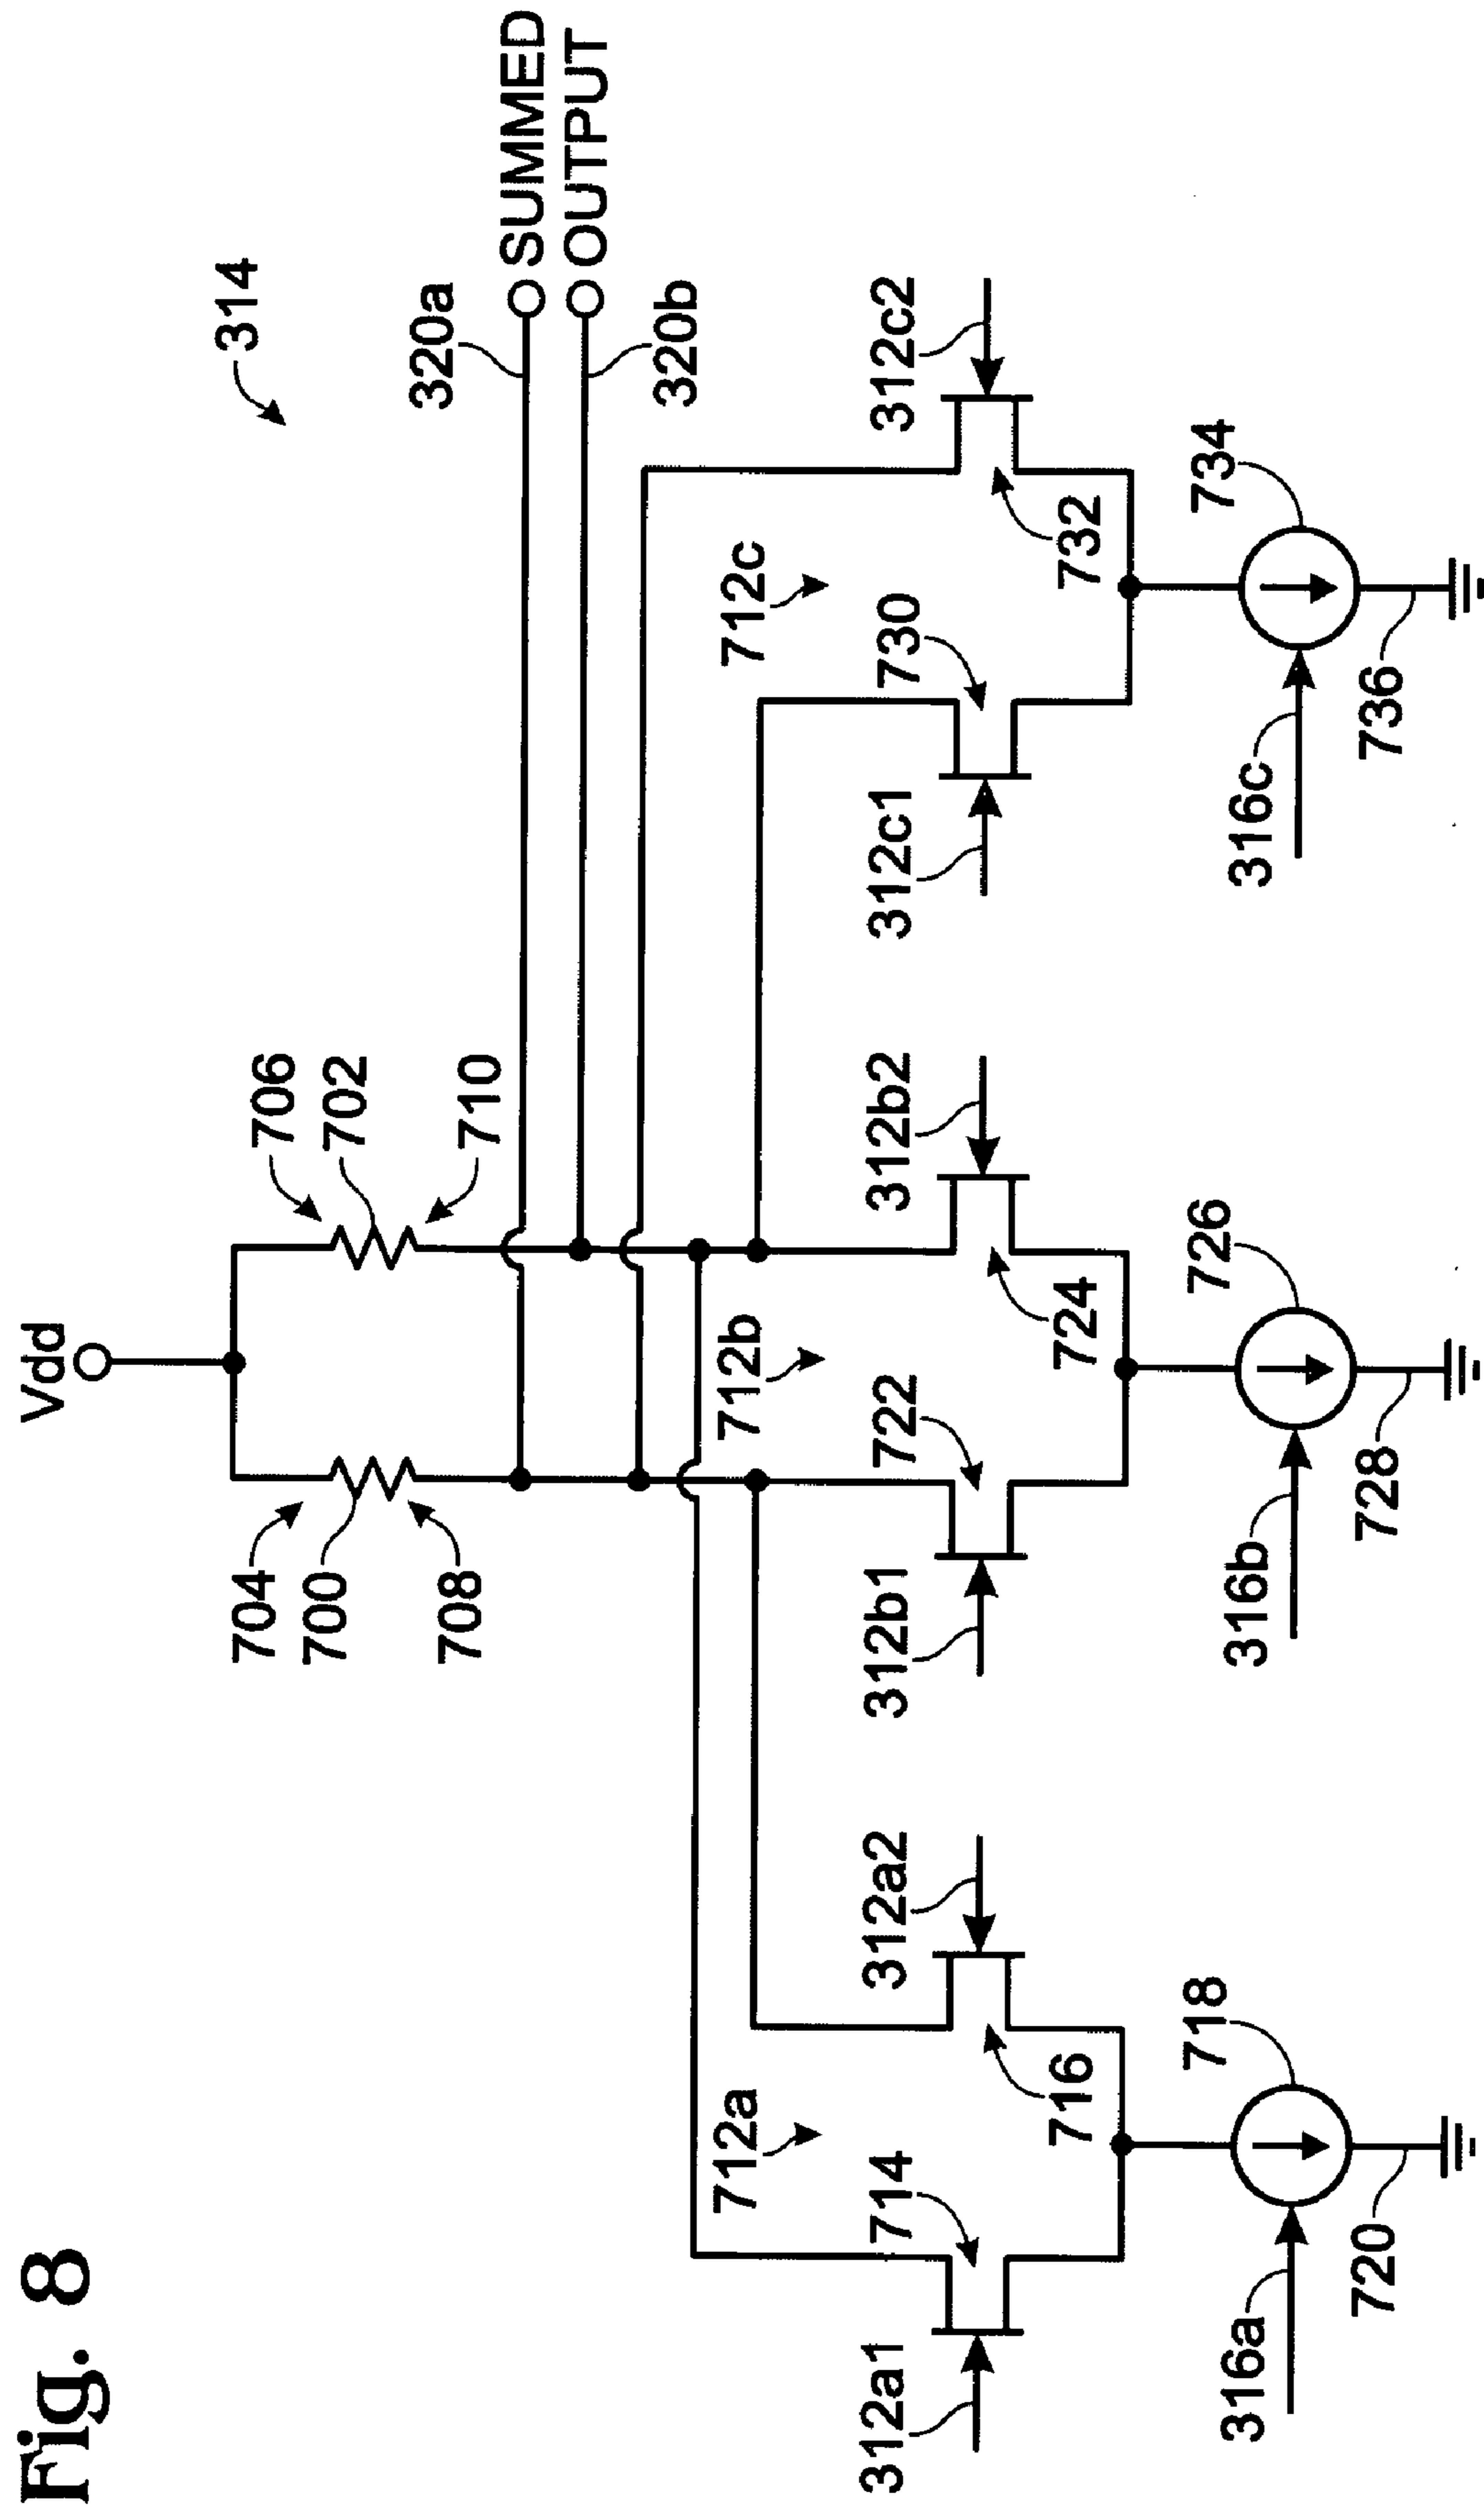 Fig. 8
Vdd
314
704
700
708
706
702
710
320a
SUMMED
OUTPUT
320b
712a
712b
712c
312a1
714
716
312a2
312b1
722
724
312b2
312c1
730
732
312c2
316a
718
720
316b
726
728
316c
734
736